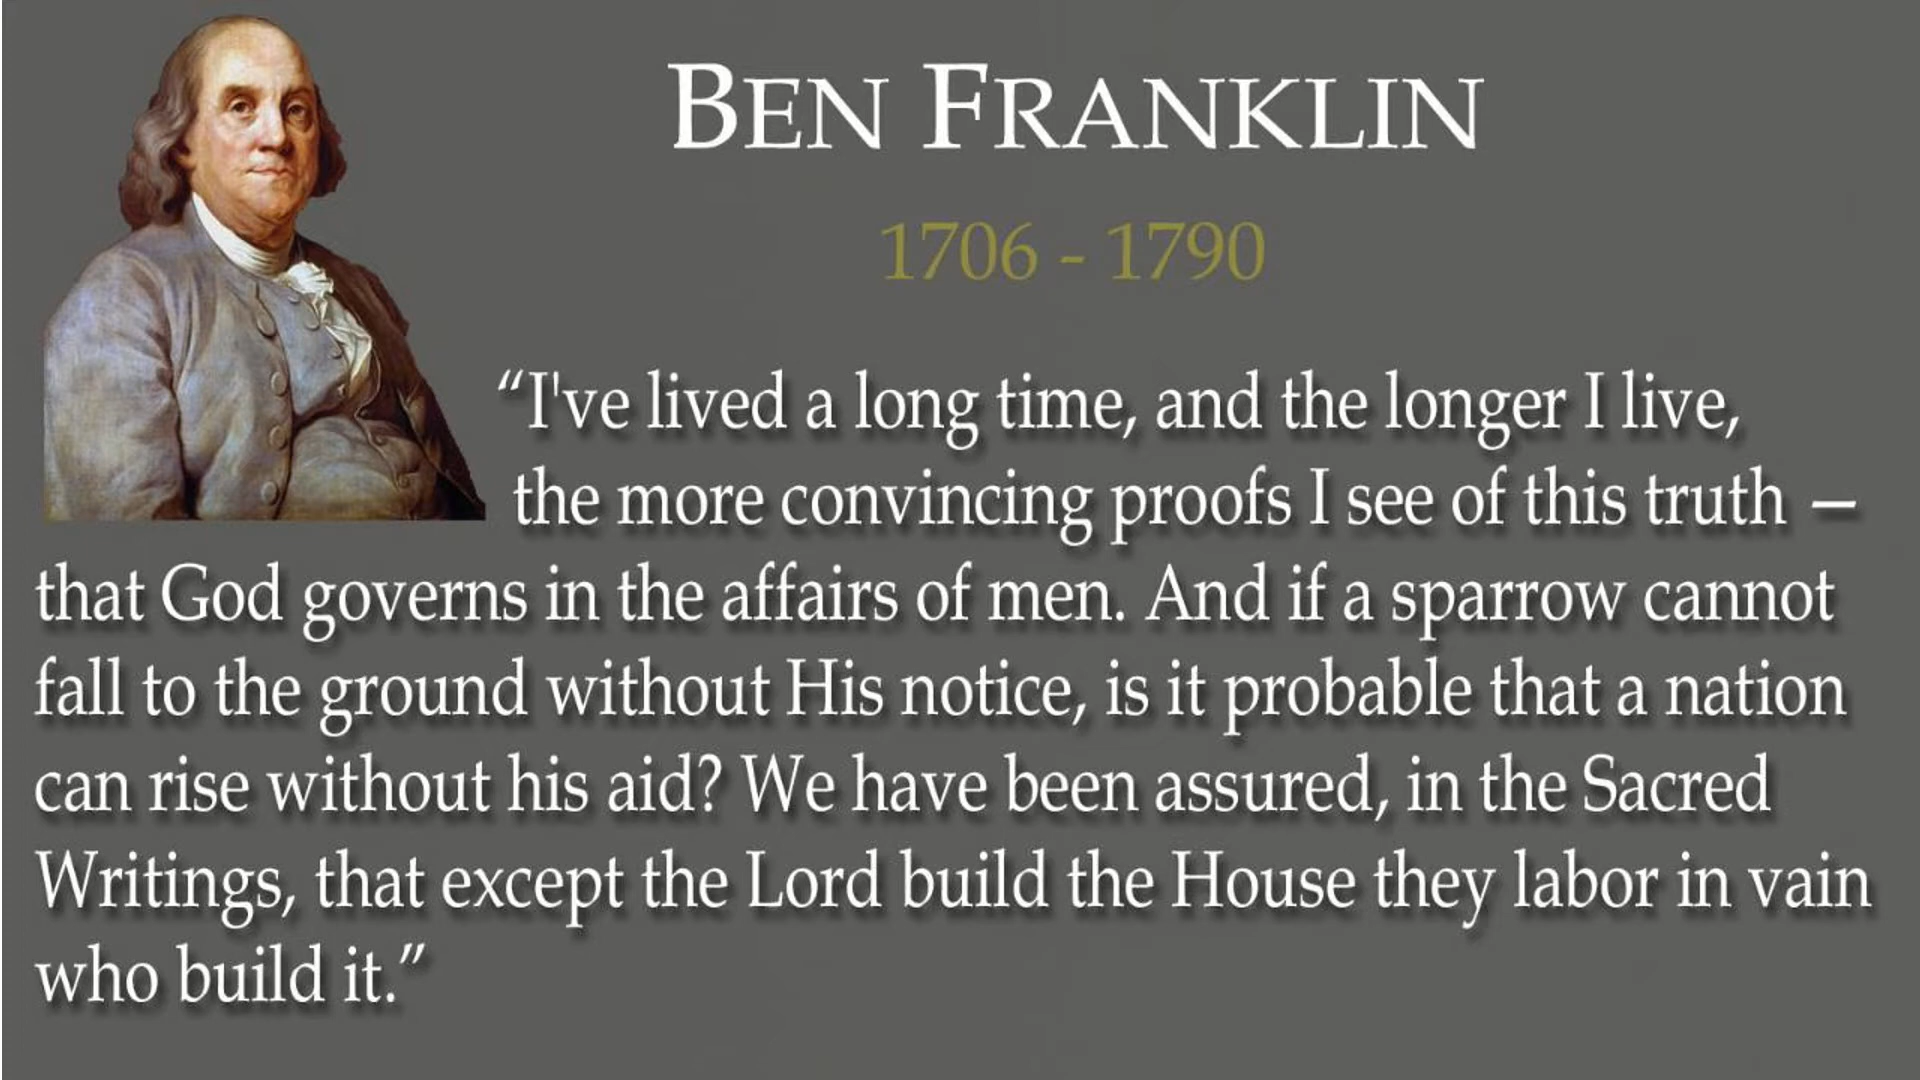 BEN FRANKLIN
1706 - 1790
“I've lived a long time, and the longer I live,
the more convincing proofs I see of this truth —
that God governs in the affairs of men. And if a sparrow cannot
fall to the ground without His notice, is it probable that a nation
can rise without his aid? We have been assured, in the Sacred
Writings, that except the Lord build the House they labor in vain
who build it.”